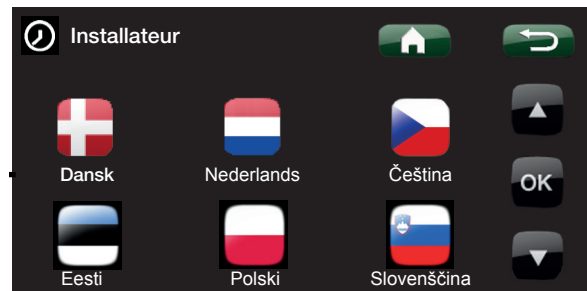 Installateur
Dansk Nederlands Čeština
OK
Eesti Polski Slovenščina